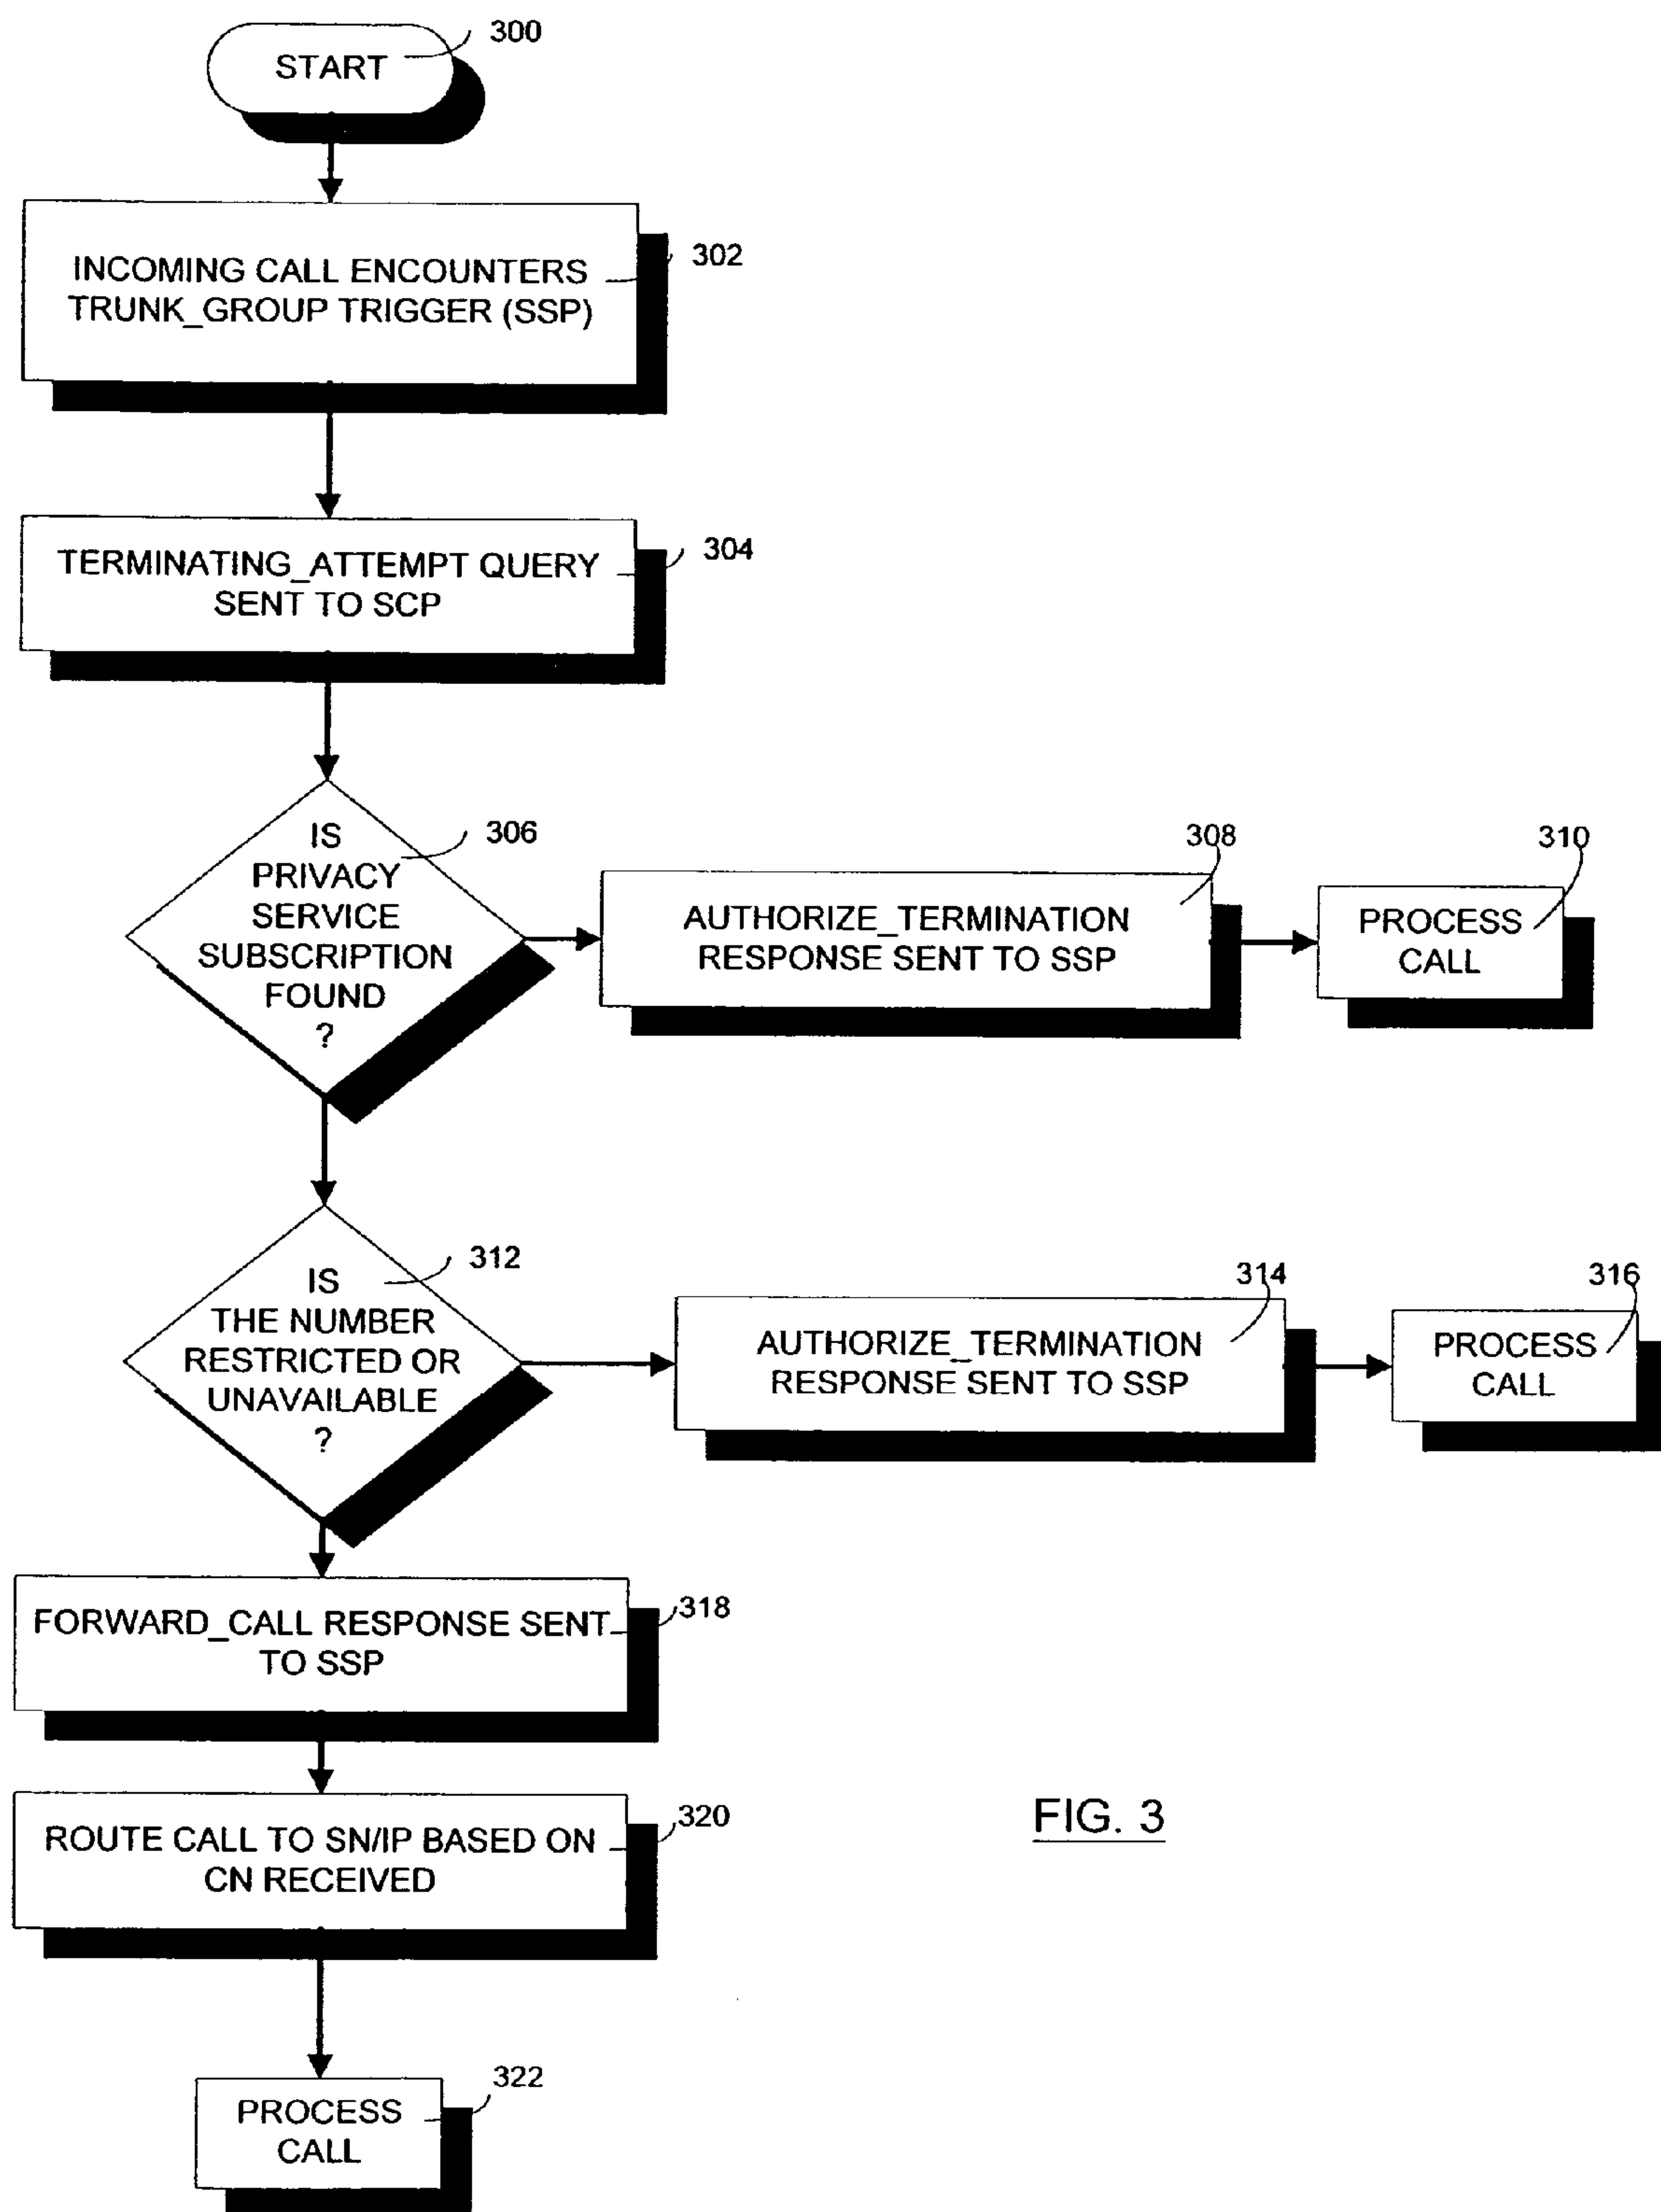 START
300
INCOMING CALL ENCOUNTERS
TRUNK_GROUP TRIGGER (SSP)
302
TERMINATING_ATTEMPT QUERY
SENT TO SCP
304
IS
PRIVACY
SERVICE
SUBSCRIPTION
FOUND
?
306
AUTHORIZE_TERMINATION
RESPONSE SENT TO SSP
308
PROCESS
CALL
310
IS
THE NUMBER
RESTRICTED OR
UNAVAILABLE
?
312
AUTHORIZE_TERMINATION
RESPONSE SENT TO SSP
314
PROCESS
CALL
316
FORWARD_CALL RESPONSE SENT
TO SSP
318
ROUTE CALL TO SN/IP BASED ON
CN RECEIVED
320
PROCESS
CALL
322
FIG. 3